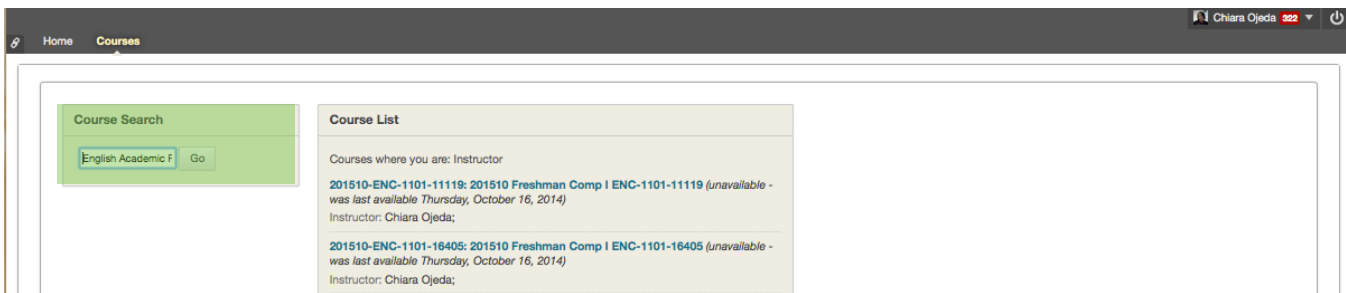 Chiara Ojeda 322
Home Courses
Course Search
English Academic F Go
Course List
Courses where you are: Instructor
201510-ENC-1101-11119: 201510 Freshman Comp I ENC-1101-11119 (unavailable -
was last available Thursday, October 16, 2014)
Instructor: Chiara Ojeda;
201510-ENC-1101-16405: 201510 Freshman Comp I ENC-1101-16405 (unavailable -
was last available Thursday, October 16, 2014)
Instructor: Chiara Ojeda;